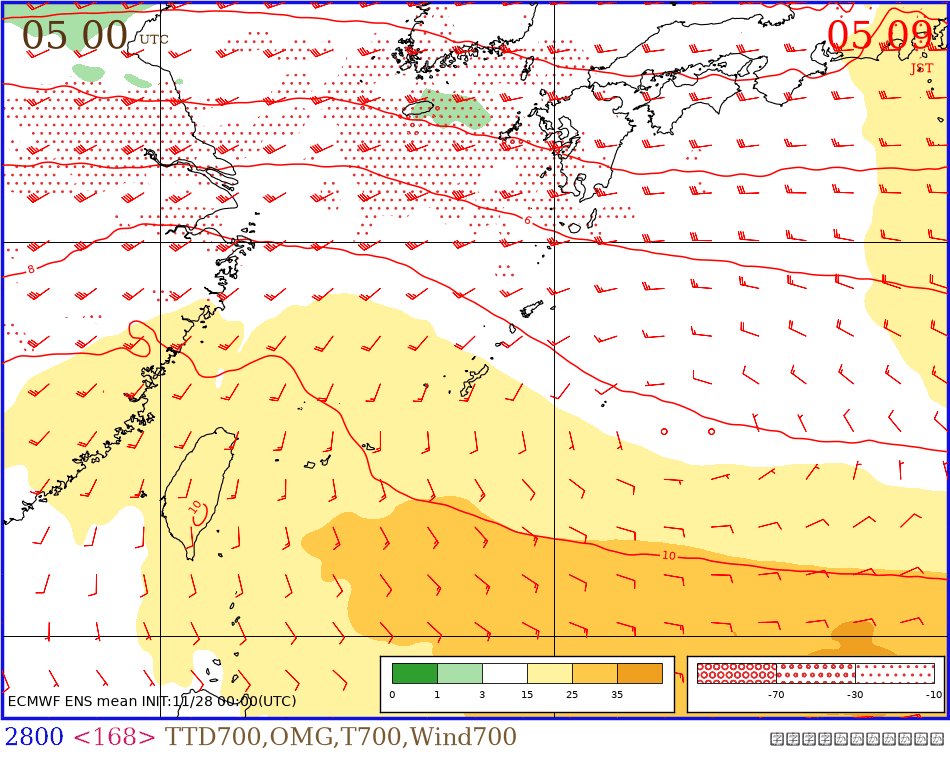 05 00 UTC
05 09
JST
6
8
10
10
0 1 3 15 25 35
-70 -30 -10
ECMWF ENS mean INIT:11/28 00:00(UTC)
2800 <168> TTD700,OMG,T700,Wind700